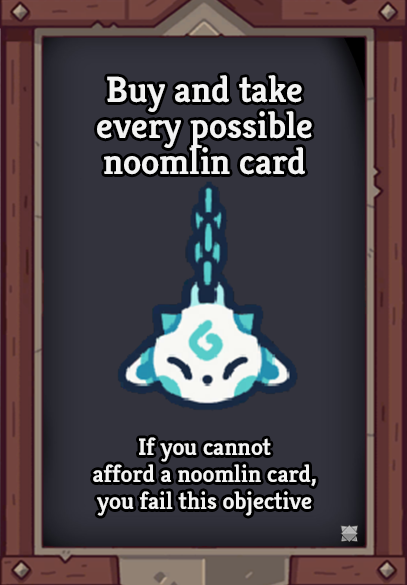 Buy and take
every possible
noomlin card
If you cannot
afford a noomlin card,
you fail this objective